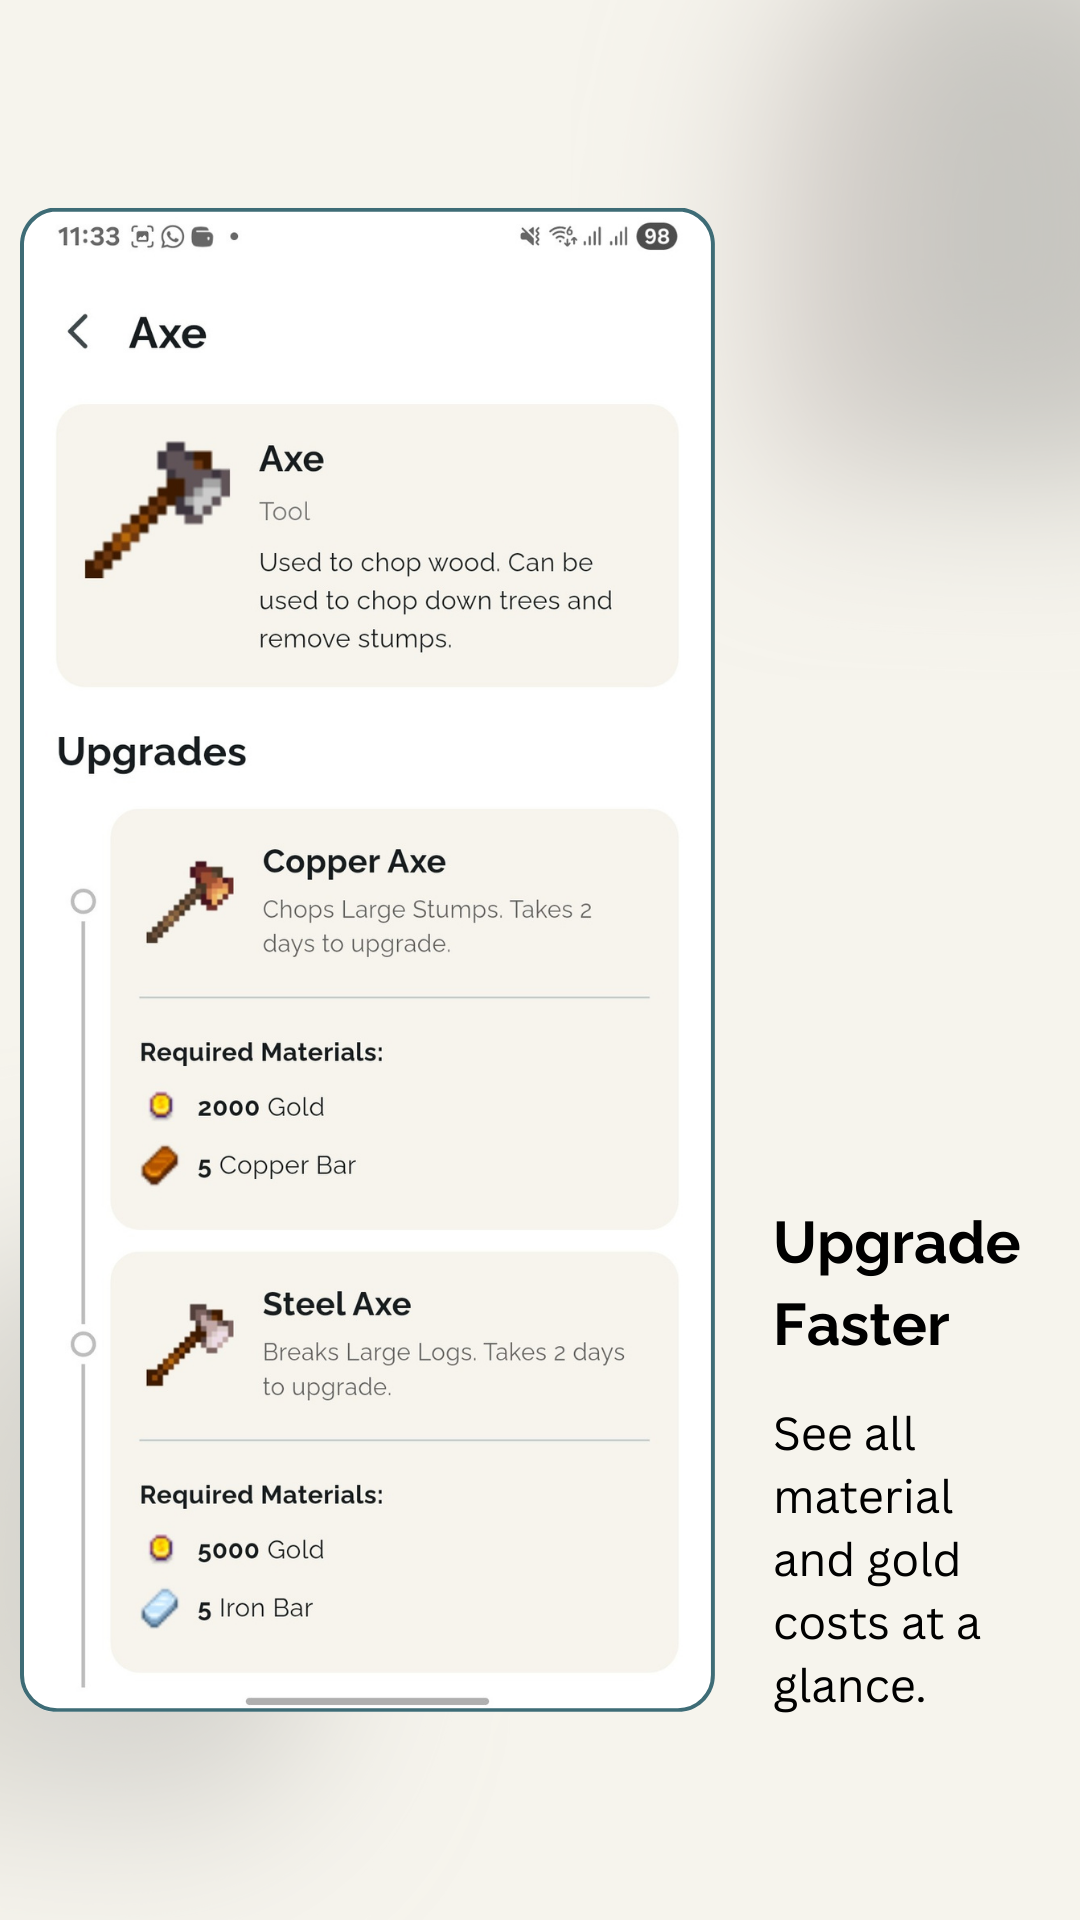 11:33
98
Axe
Axe
Tool
Used to chop wood. Can be
used to chop down trees and
remove stumps.
Upgrades
Copper Axe
Chops Large Stumps. Takes 2
days to upgrade.
Required Materials:
2000 Gold
5 Copper Bar
Steel Axe
Breaks Large Logs. Takes 2 days
to upgrade.
Required Materials:
5000 Gold
5 Iron Bar
Upgrade
Faster
See all
material
and gold
costs at a
glance.